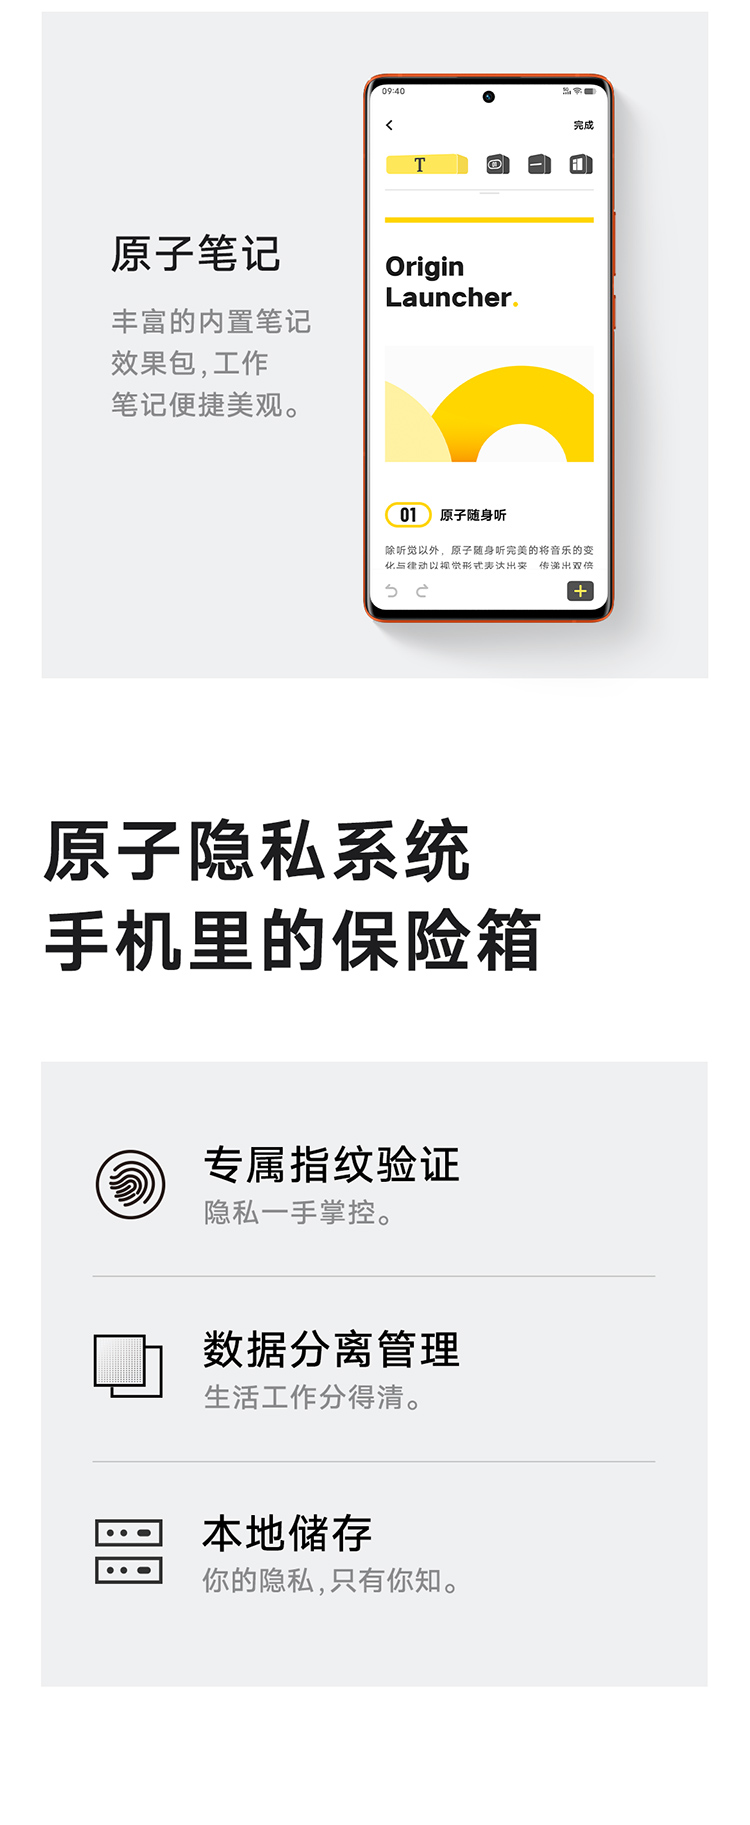 09:40
完成
T
Origin
Launcher.
01 原子随身听
除听觉以外，原子随身听完美的将音乐的变
化与律动以视觉形式表达出来，传递出双倍
原子笔记
丰富的内置笔记
效果包，工作
笔记便捷美观。
原子隐私系统
手机里的保险箱
专属指纹验证
隐私一手掌控。
数据分离管理
生活工作分得清。
本地储存
你的隐私，只有你知。